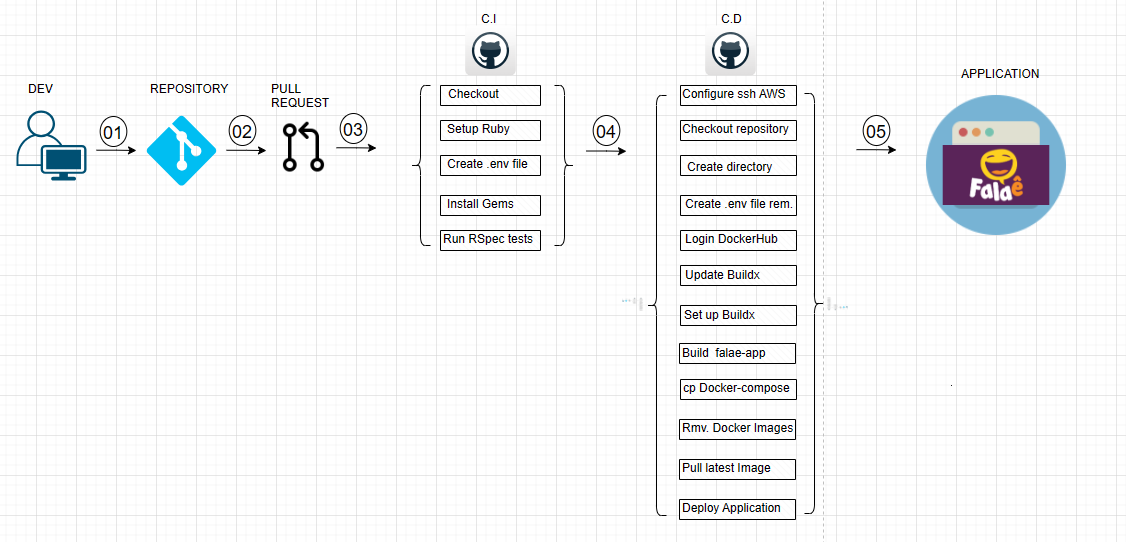 C.I
C.D
DEV
REPOSITORY
PULL
REQUEST
APPLICATION
01
02
03
04
05
Checkout
Setup Ruby
Create .env file
Install Gems
Run RSpec tests
Configure ssh AWS
Checkout repository
Create directory
Create .env file rem.
Login DockerHub
Update Buildx
Set up Buildx
Build falae-app
cp Docker-compose
Rmv. Docker Images
Pull latest Image
Deploy Application
Falaê